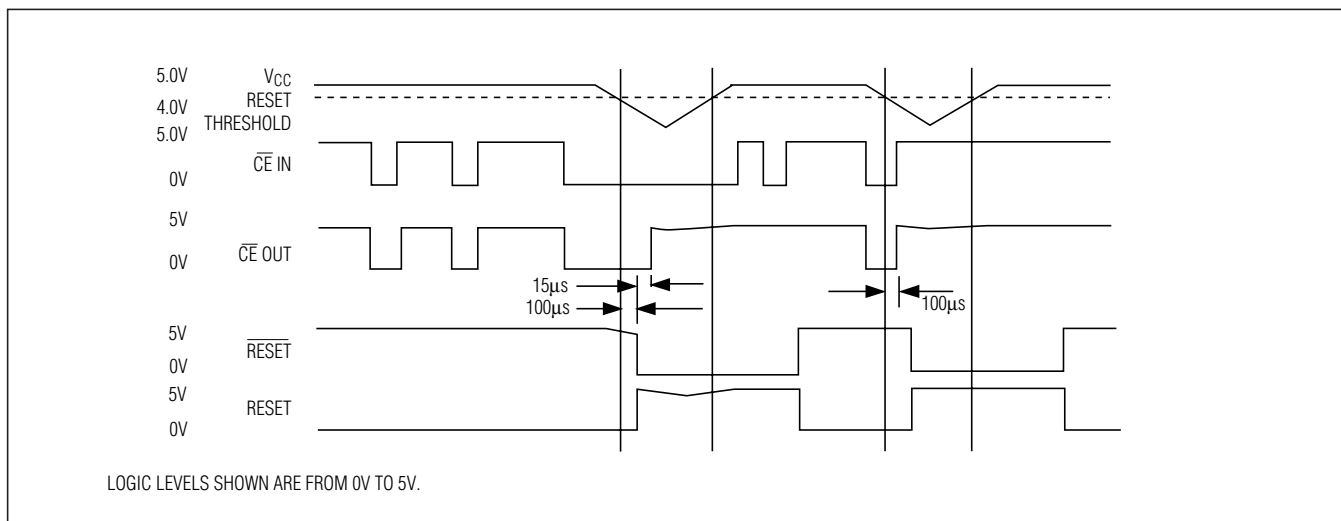 5.0V
VCC
4.0V
RESET
THRESHOLD
5.0V
CE IN
0V
5V
CE OUT
0V
15µs
100µs
100µs
5V
RESET
0V
5V
RESET
0V
LOGIC LEVELS SHOWN ARE FROM 0V TO 5V.